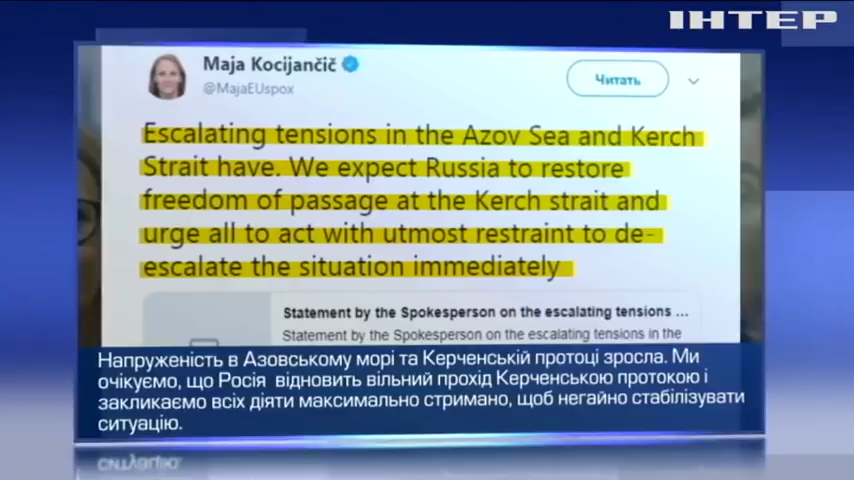 ІНТЕР
Maja Kocijančič
@MajaEUspox
Читать
Escalating tensions in the Azov Sea and Kerch
Strait have. We expect Russia to restore
freedom of passage at the Kerch strait and
urge all to act with utmost restraint to de-
escalate the situation immediately
Statement by the Spokesperson on the escalating tensions ...
Statement by the Spokesperson on the escalating tensions in the
Напруженість в Азовському морі та Керченській протоці зросла. Ми
очікуємо, що Росія відновить вільний прохід Керченською протокою і
закликаємо всіх діяти максимально стримано, щоб негайно стабілізувати
ситуацію.